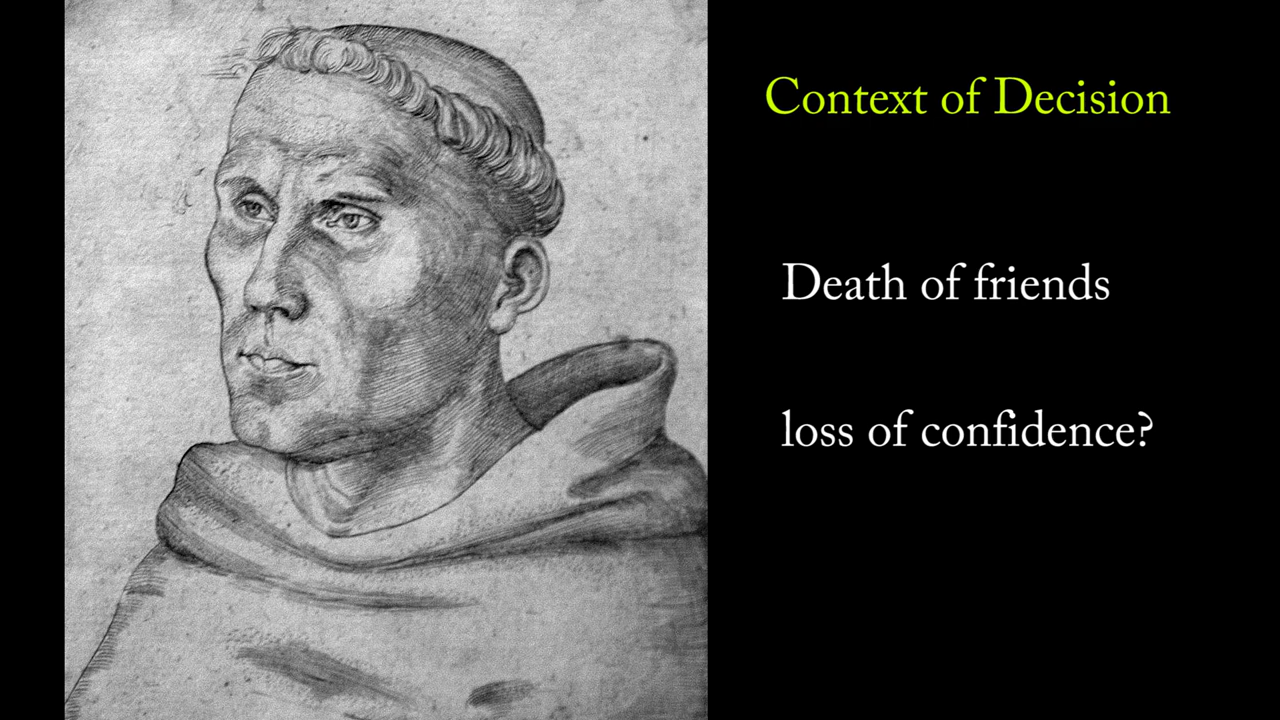 Context of Decision
Death of friends
loss of confidence?